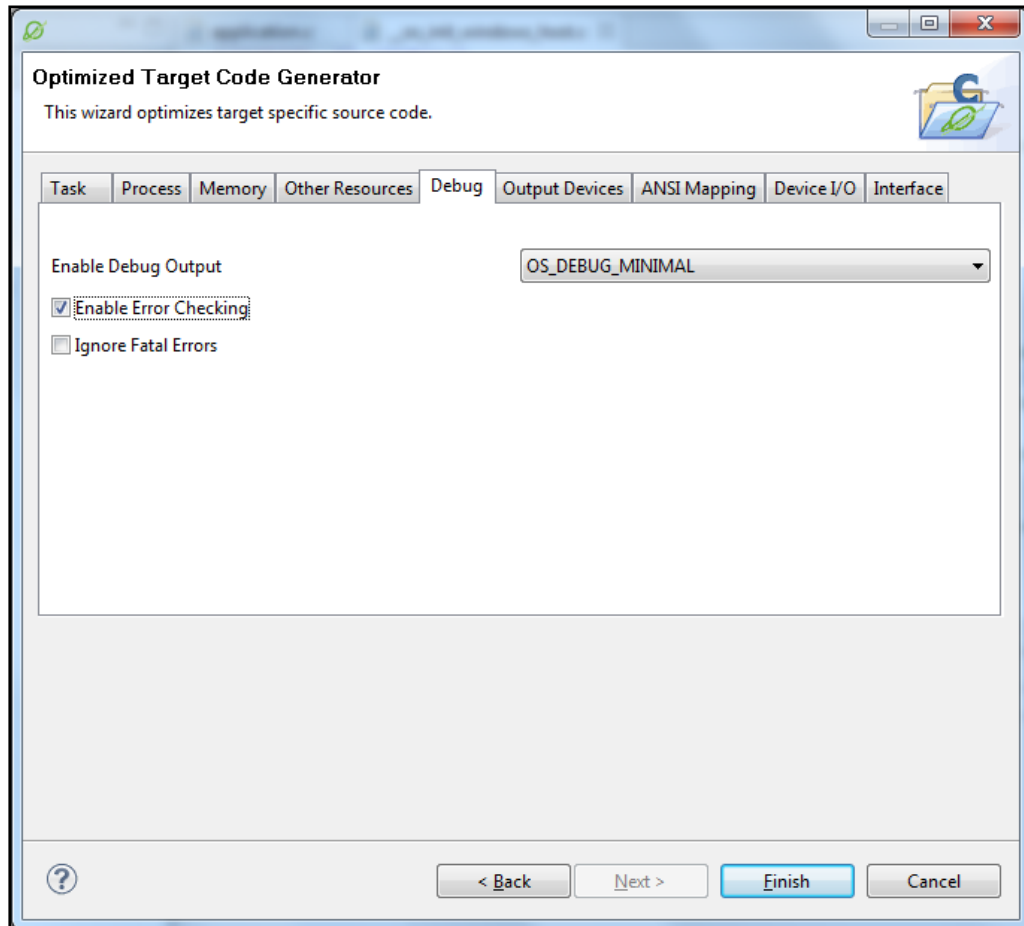 Optimized Target Code Generator
This wizard optimizes target specific source code.
Task Process Memory Other Resources Debug Output Devices ANSI Mapping Device I/O Interface
Enable Debug Output OS_DEBUG_MINIMAL
Enable Error Checking
Ignore Fatal Errors
< Back Next > Finish Cancel